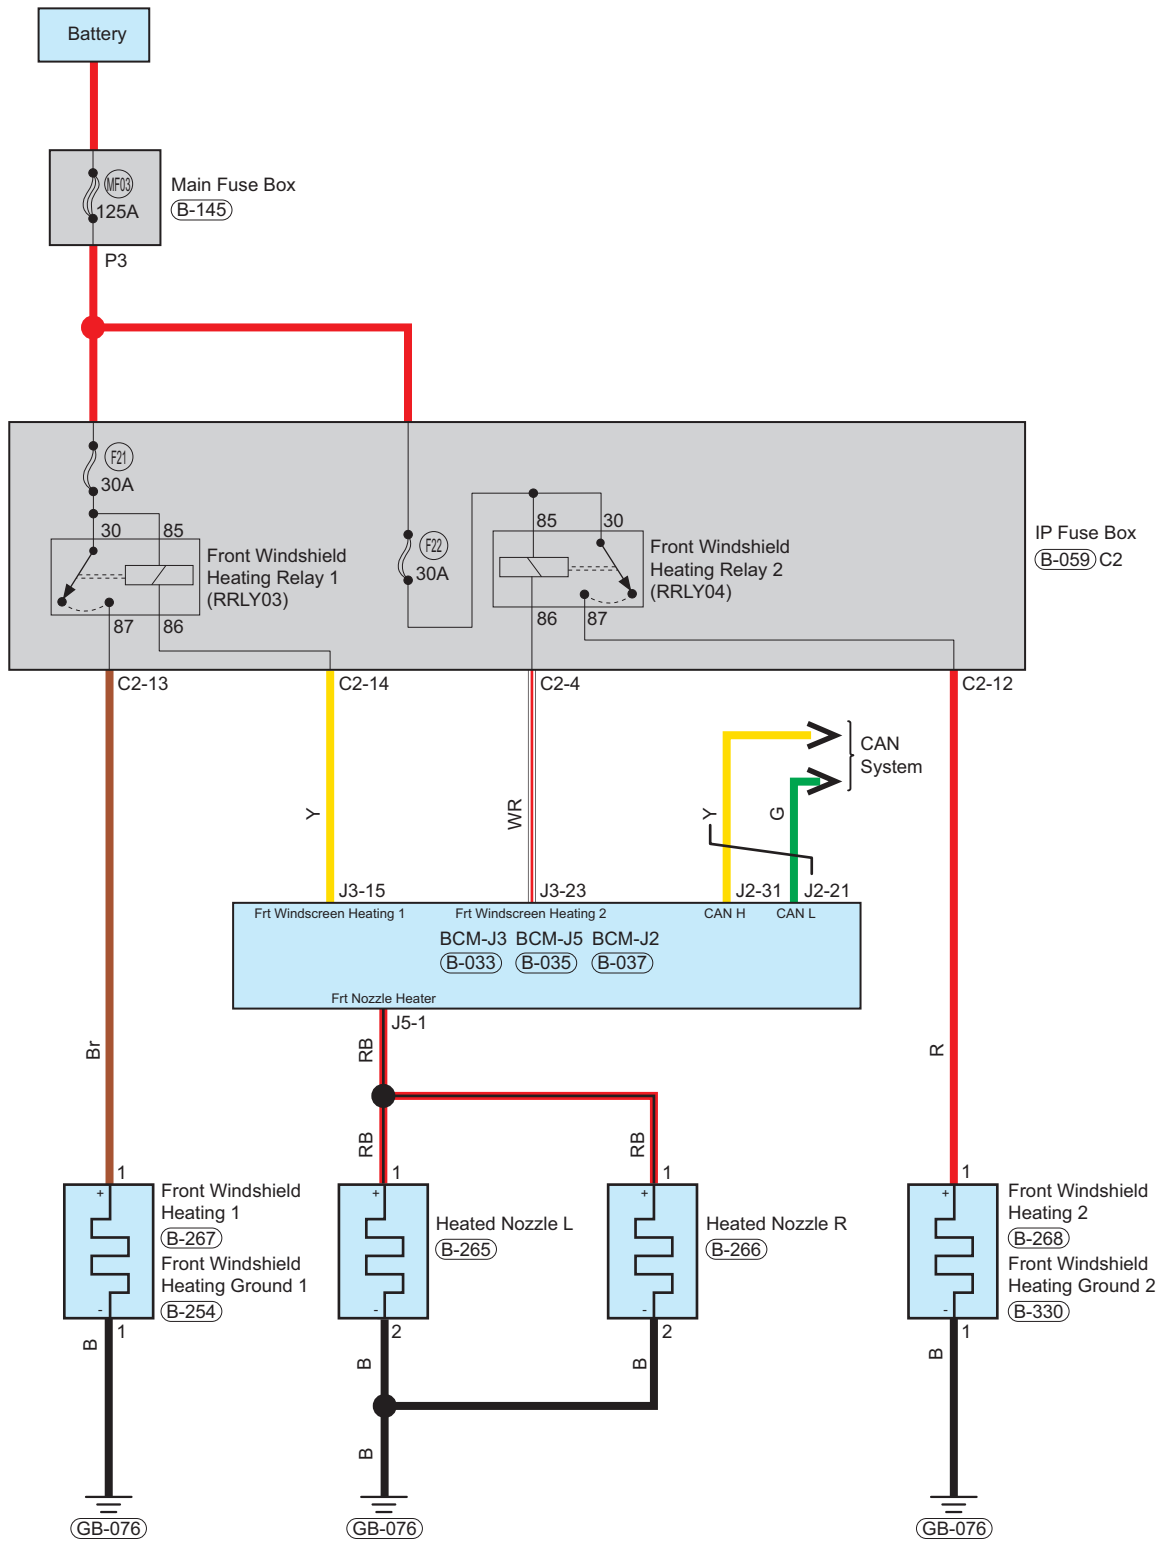 Battery
MF03
125A
Main Fuse Box
B-145
P3
F21
30A
30
85
Front Windshield
Heating Relay 1
(RRLY03)
87
86
F22
30A
85
30
Front Windshield
Heating Relay 2
(RRLY04)
86
87
IP Fuse Box
B-059 C2
C2-13
C2-14
C2-4
C2-12
CAN
System
Y
WR
Y
G
J3-15
J3-23
J2-31
J2-21
Frt Windscreen Heating 1
Frt Windscreen Heating 2
CAN H
CAN L
BCM-J3 BCM-J5 BCM-J2
B-033 B-035 B-037
Frt Nozzle Heater
J5-1
Br
RB
R
RB
RB
1
1
1
1
+
+
+
+
Front Windshield
Heating 1
B-267
Front Windshield
Heating Ground 1
B-254
Heated Nozzle L
B-265
Heated Nozzle R
B-266
Front Windshield
Heating 2
B-268
Front Windshield
Heating Ground 2
B-330
-
-
-
-
1
2
2
1
B
B
B
B
B
GB-076
GB-076
GB-076